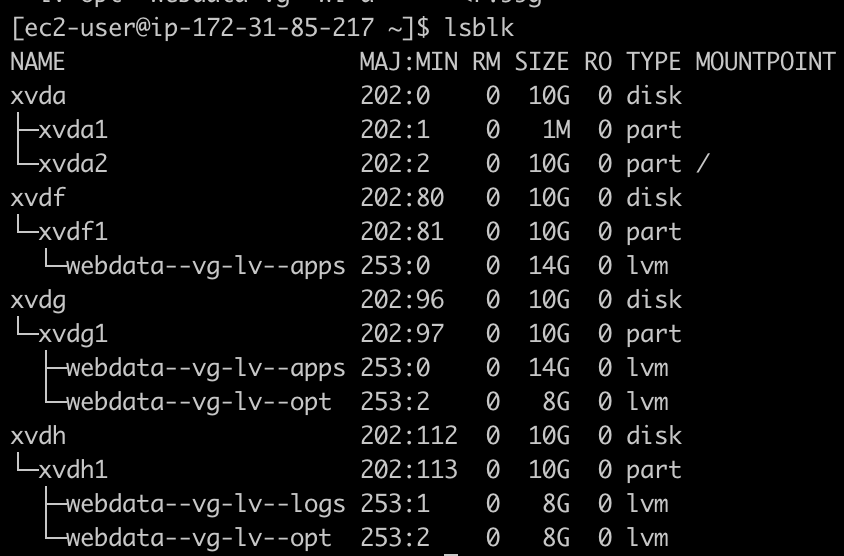 [ec2-user@ip-172-31-85-217 ~]$ lsblk
NAME                     MAJ:MIN RM SIZE RO TYPE MOUNTPOINT
xvda                     202:0    0  10G  0 disk
├─xvda1                  202:1    0   1M  0 part
└─xvda2                  202:2    0  10G  0 part /
xvdf                     202:80   0  10G  0 disk
└─xvdf1                  202:81   0  10G  0 part
  └─webdata--vg-lv--apps 253:0    0  14G  0 lvm
xvdg                     202:96   0  10G  0 disk
└─xvdg1                  202:97   0  10G  0 part
  ├─webdata--vg-lv--apps 253:0    0  14G  0 lvm
  └─webdata--vg-lv--opt  253:2    0   8G  0 lvm
xvdh                     202:112  0  10G  0 disk
└─xvdh1                  202:113  0  10G  0 part
  ├─webdata--vg-lv--logs 253:1    0   8G  0 lvm
  └─webdata--vg-lv--opt  253:2    0   8G  0 lvm